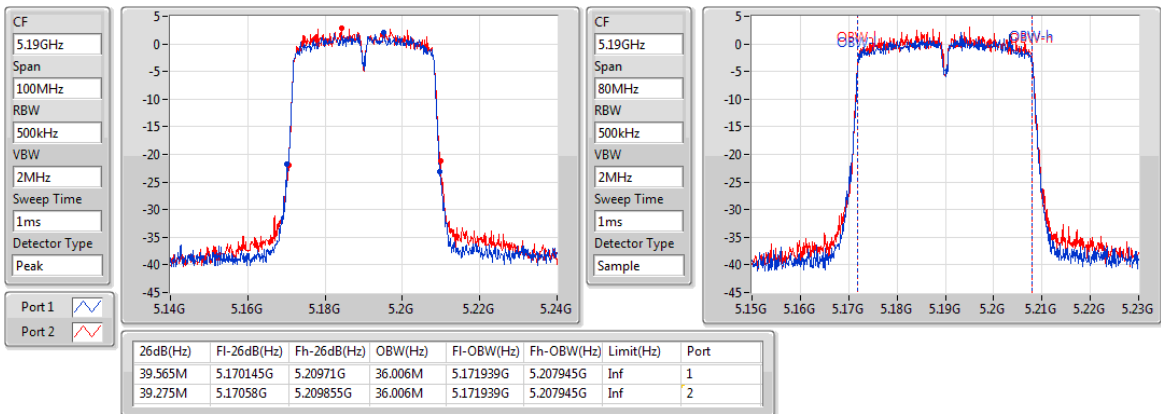 CF
5.19GHz
Span
100MHz
RBW
500kHz
VBW
2MHz
Sweep Time
1ms
Detector Type
Peak
Port 1
Port 2
5
0
-5
-10
-15
-20
-25
-30
-35
-40
-45
5.14G 5.16G 5.18G 5.2G 5.22G 5.24G
CF
5.19GHz
Span
80MHz
RBW
500kHz
VBW
2MHz
Sweep Time
1ms
Detector Type
Sample
5
0
-5
-10
-15
-20
-25
-30
-35
-40
-45
OBW-l
OBW-h
5.15G 5.16G 5.17G 5.18G 5.19G 5.2G 5.21G 5.22G 5.23G
26dB(Hz) Fl-26dB(Hz) Fh-26dB(Hz) OBW(Hz) Fl-OBW(Hz) Fh-OBW(Hz) Limit(Hz) Port
39.565M 5.170145G 5.20971G 36.006M 5.171939G 5.207945G Inf 1
39.275M 5.17058G 5.209855G 36.006M 5.171939G 5.207945G Inf 2